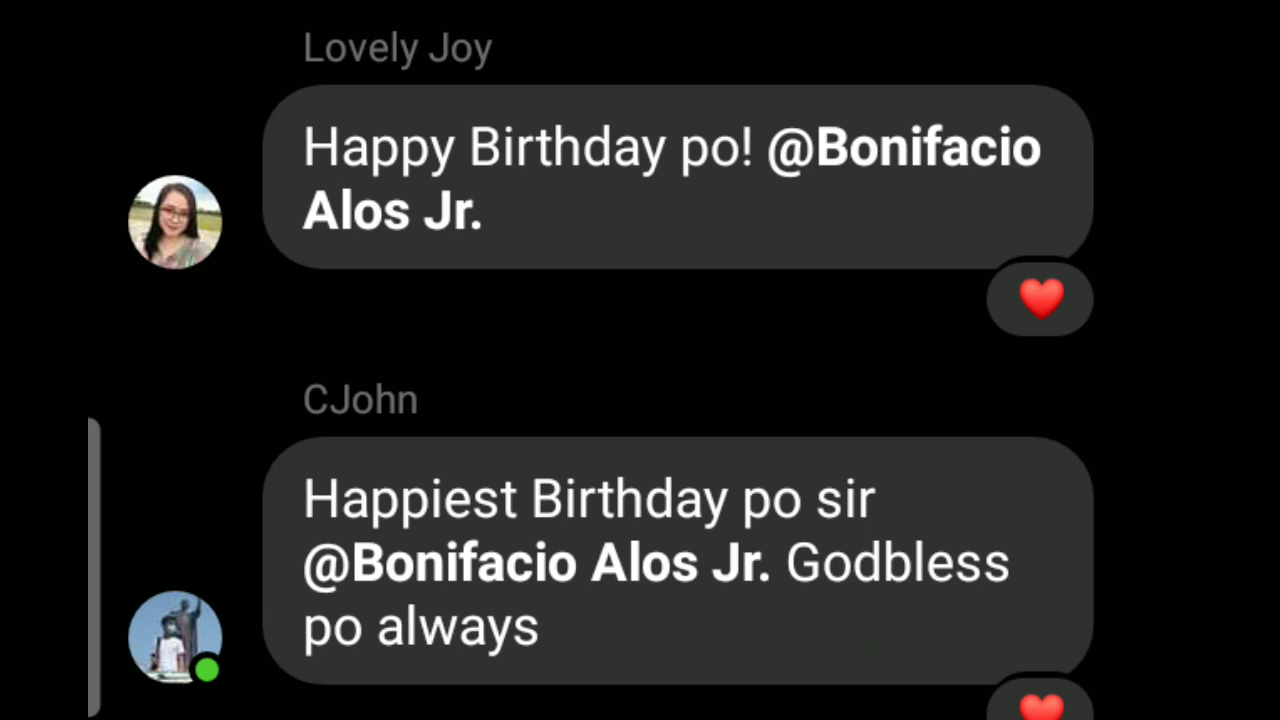 Lovely Joy
Happy Birthday po! @Bonifacio
Alos Jr.
CJohn
Happiest Birthday po sir
@Bonifacio Alos Jr. Godbless
po always